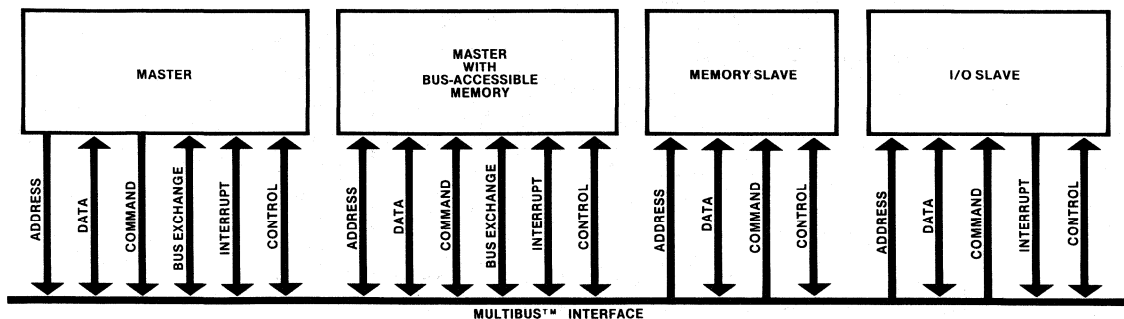 MASTER
MASTER
WITH
BUS-ACCESSIBLE
MEMORY
MEMORY SLAVE
I/O SLAVE
ADDRESS
DATA
COMMAND
BUS EXCHANGE
INTERRUPT
CONTROL
ADDRESS
DATA
COMMAND
BUS EXCHANGE
INTERRUPT
CONTROL
ADDRESS
DATA
COMMAND
CONTROL
ADDRESS
DATA
COMMAND
INTERRUPT
CONTROL
MULTIBUS™ INTERFACE